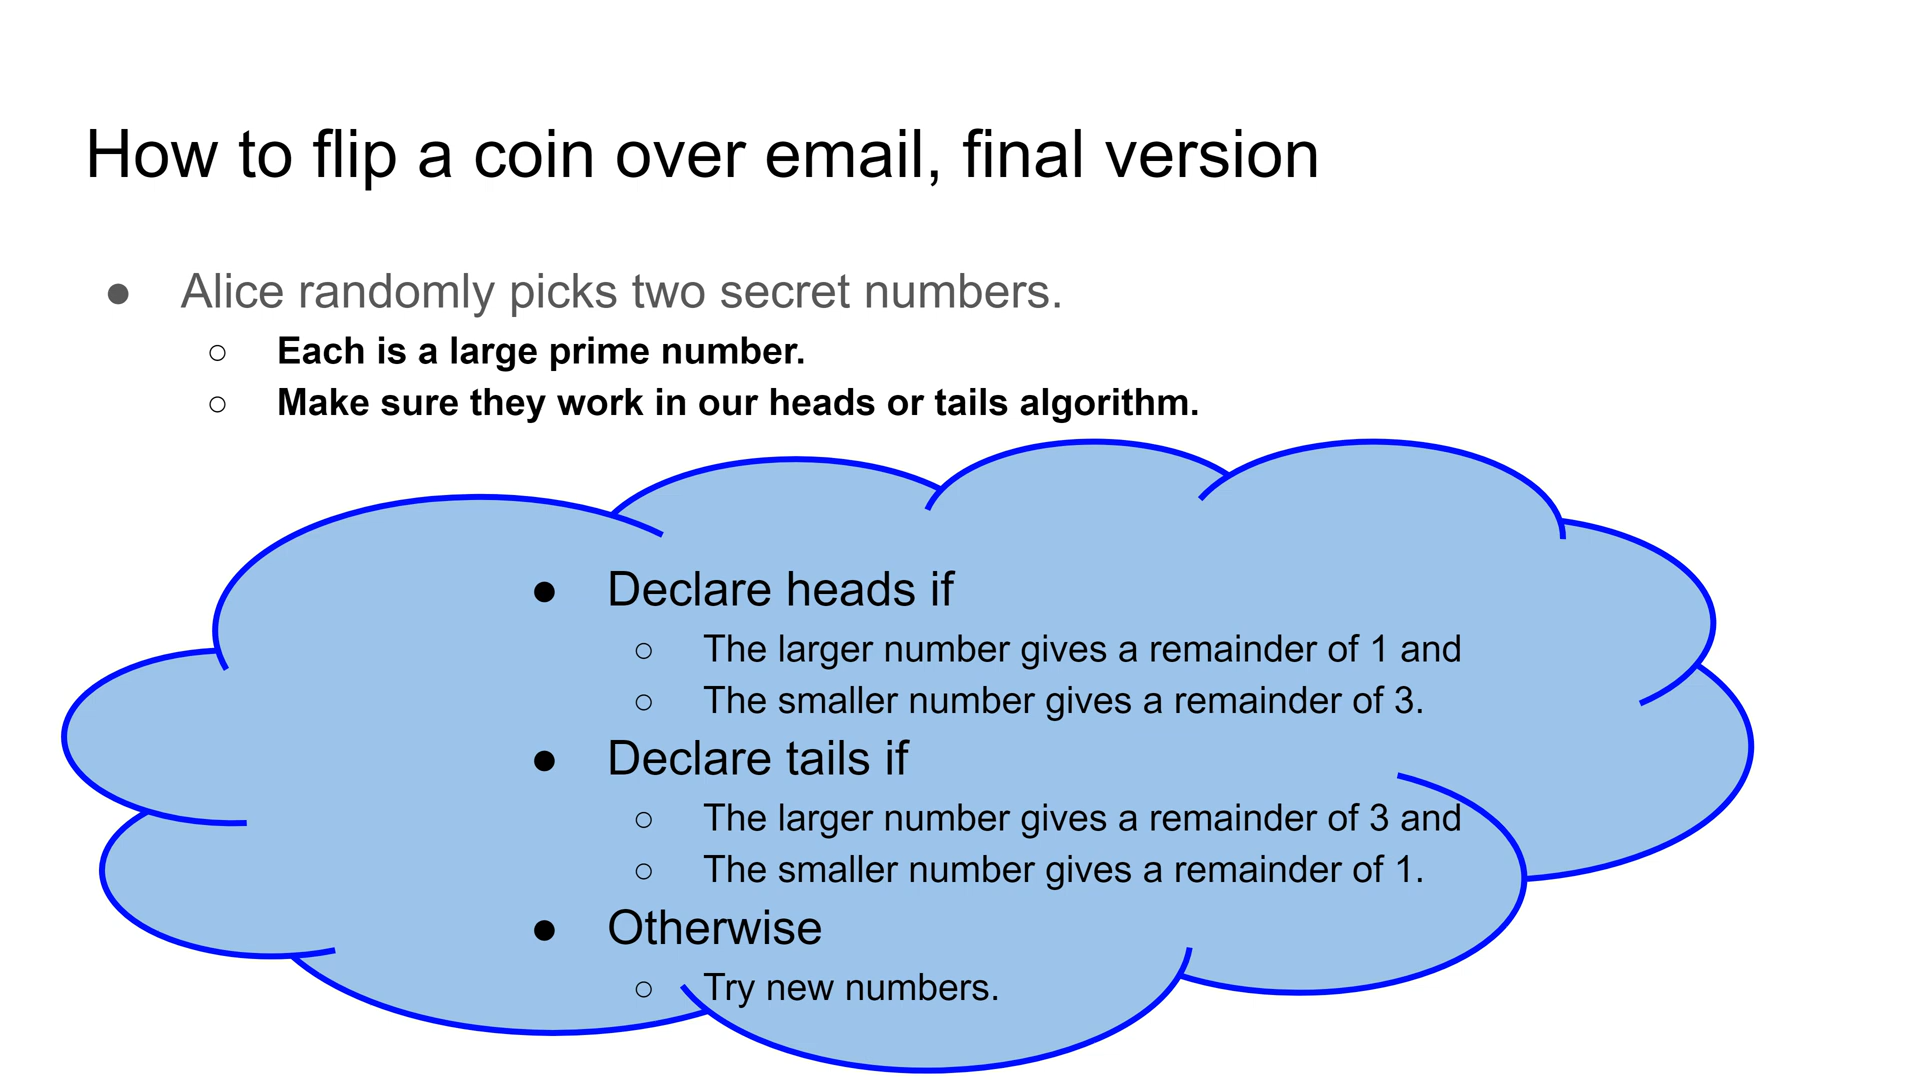 How to flip a coin over email, final version
● Alice randomly picks two secret numbers.
○ Each is a large prime number.
○ Make sure they work in our heads or tails algorithm.
● Declare heads if
○ The larger number gives a remainder of 1 and
○ The smaller number gives a remainder of 3.
● Declare tails if
○ The larger number gives a remainder of 3 and
○ The smaller number gives a remainder of 1.
● Otherwise
○ Try new numbers.